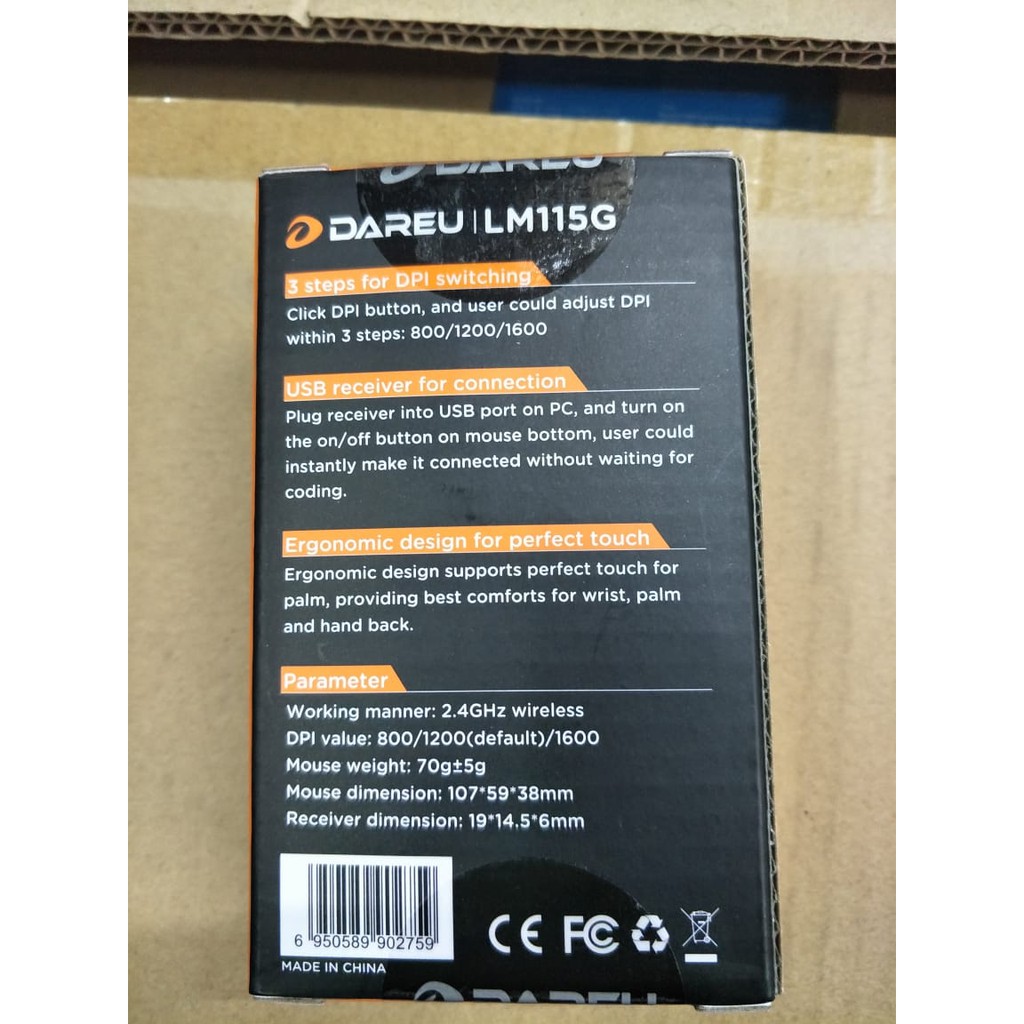 DAREU
DAREU | LM115G
3 steps for DPI switching
Click DPI button, and user could adjust DPI
within 3 steps: 800/1200/1600
USB receiver for connection
Plug receiver into USB port on PC, and turn on
the on/off button on mouse bottom, user could
instantly make it connected without waiting for
coding.
Ergonomic design for perfect touch
Ergonomic design supports perfect touch for
palm, providing best comforts for wrist, palm
and hand back.
Parameter
Working manner: 2.4GHz wireless
DPI value: 800/1200(default)/1600
Mouse weight: 70g±5g
Mouse dimension: 107*59*38mm
Receiver dimension: 19*14.5*6mm
6 950589 902759
CE FC
MADE IN CHINA
DAREU